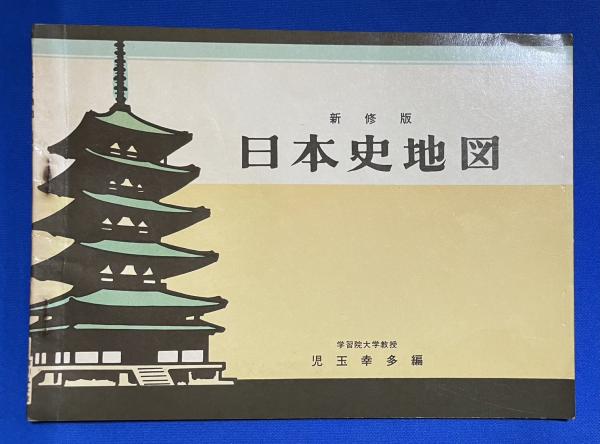 新修版
日本史地図
学習院大学教授
児玉幸多編